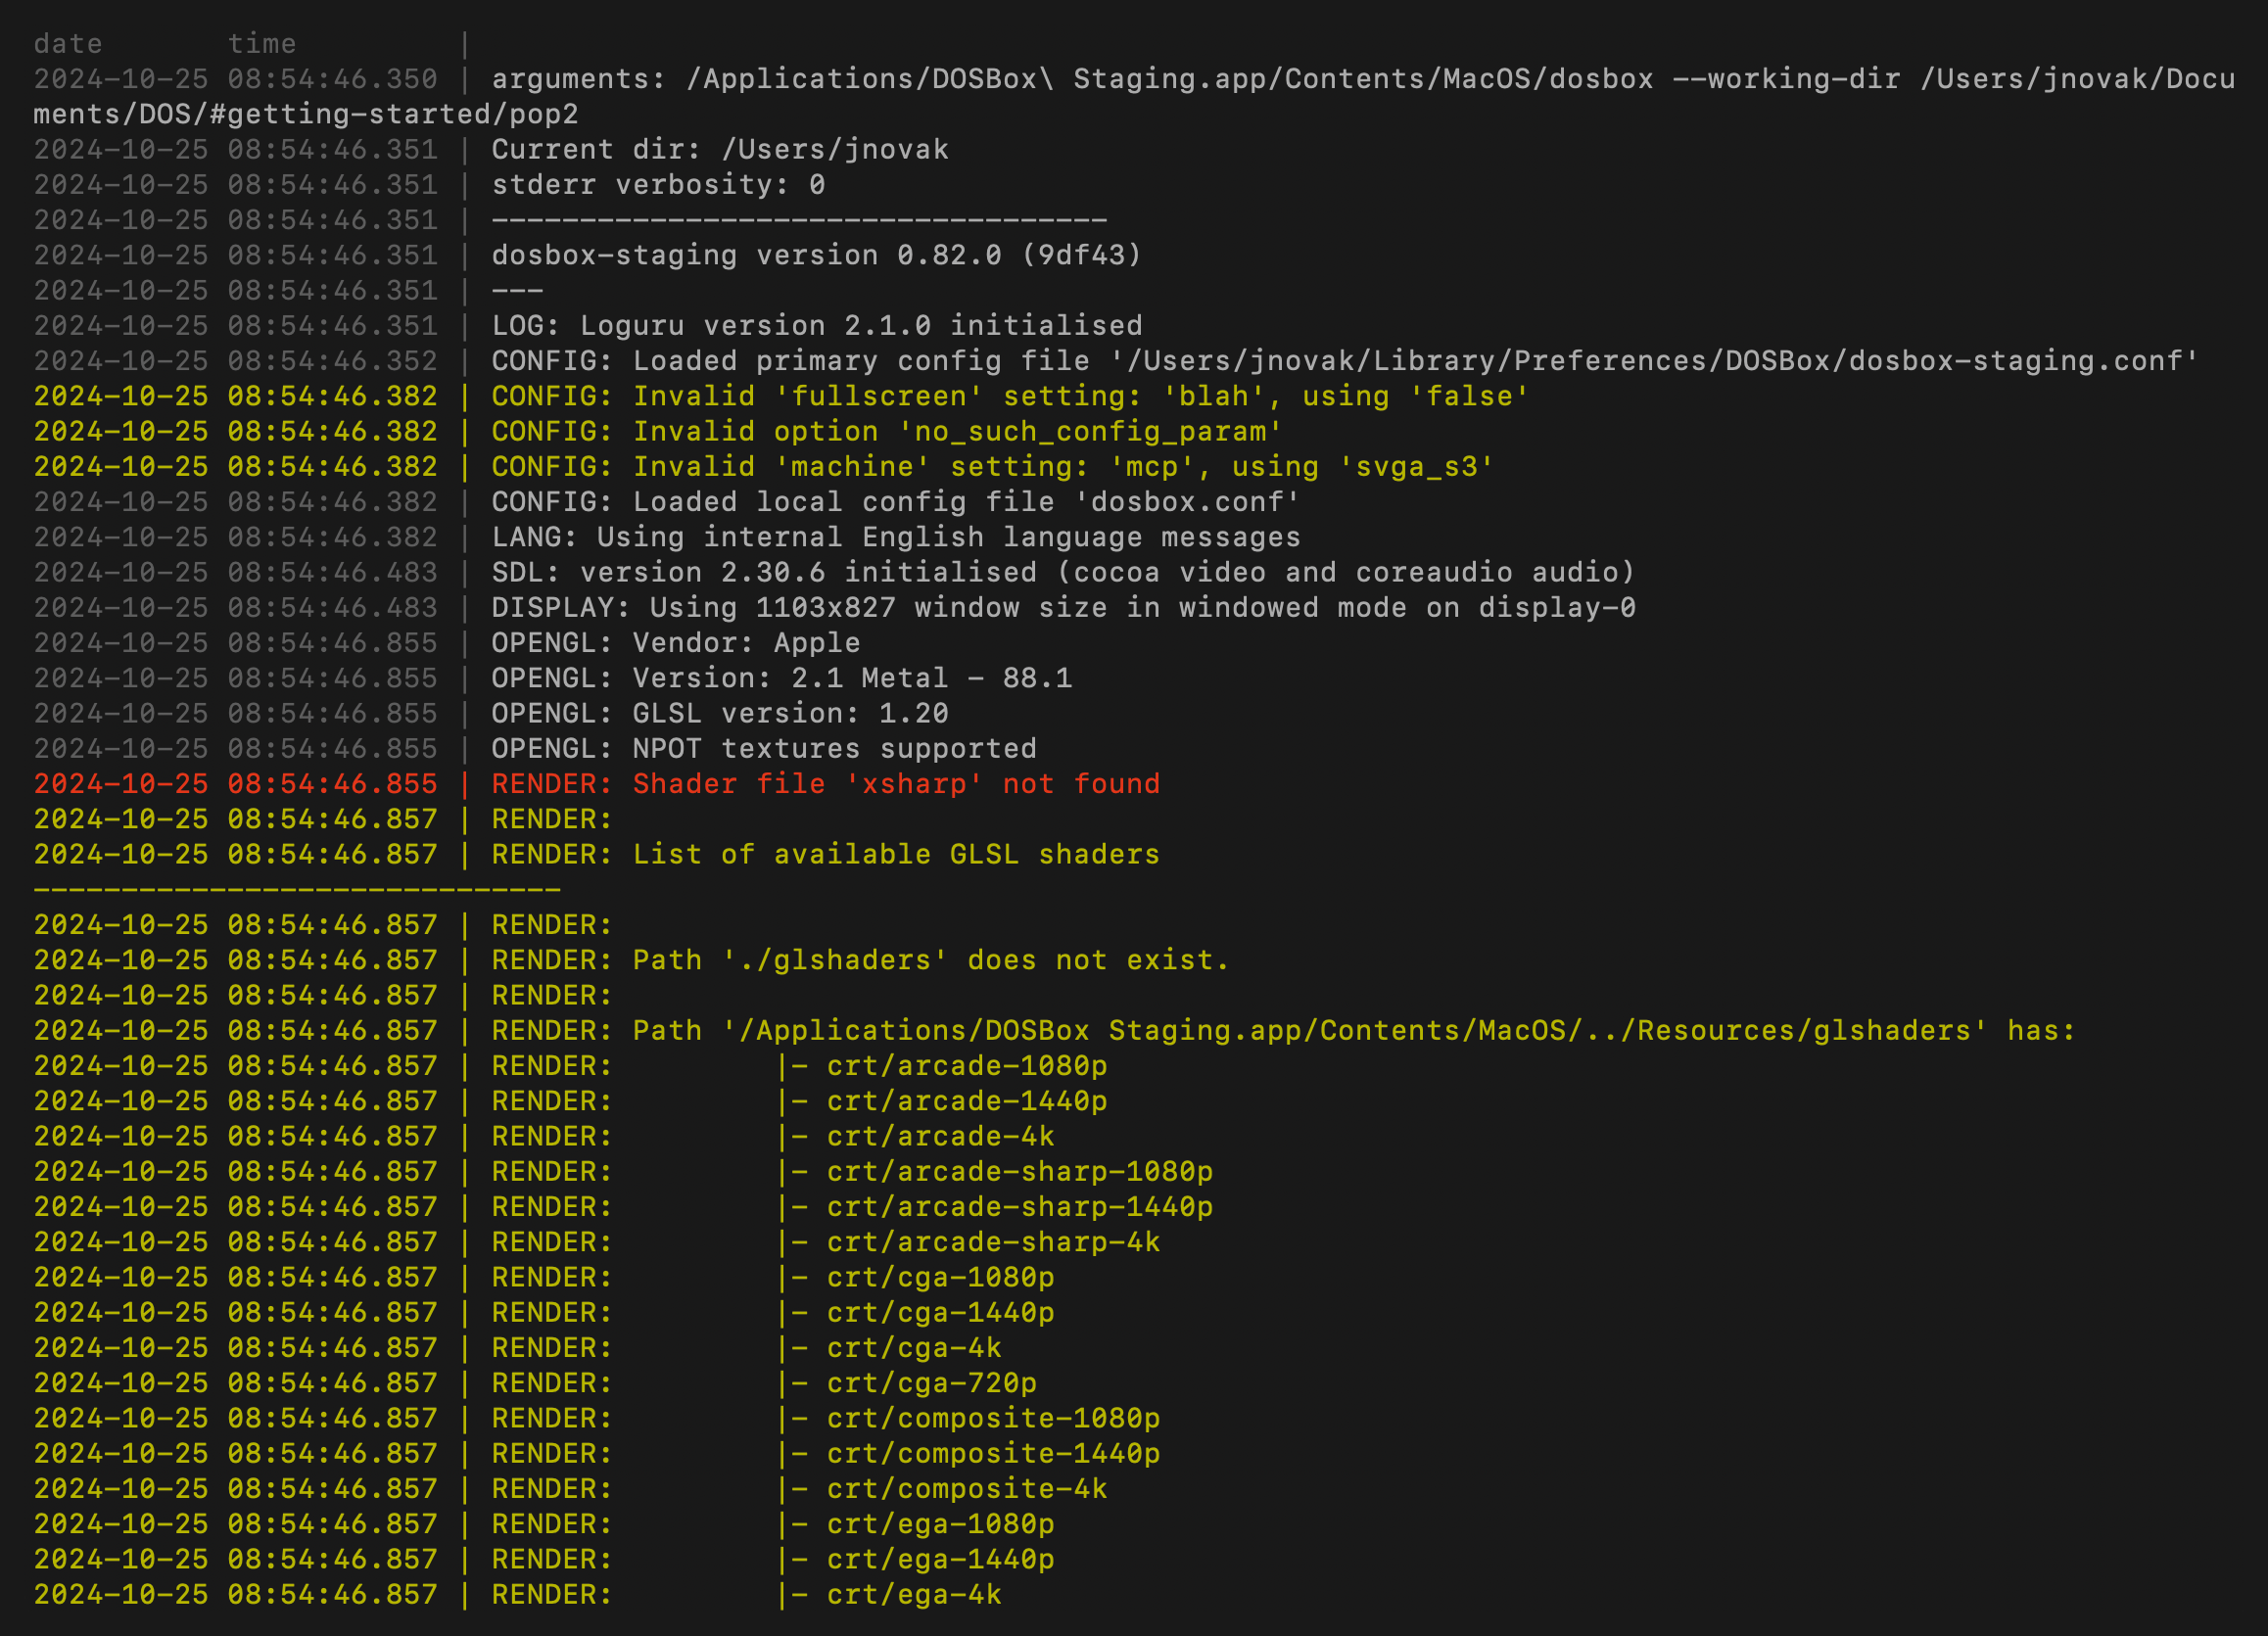 date       time         |
2024-10-25 08:54:46.350 | arguments: /Applications/DOSBox\ Staging.app/Contents/MacOS/dosbox --working-dir /Users/jnovak/Docu
ments/DOS/#getting-started/pop2
2024-10-25 08:54:46.351 | Current dir: /Users/jnovak
2024-10-25 08:54:46.351 | stderr verbosity: 0
2024-10-25 08:54:46.351 | -----------------------------------
2024-10-25 08:54:46.351 | dosbox-staging version 0.82.0 (9df43)
2024-10-25 08:54:46.351 | ---
2024-10-25 08:54:46.351 | LOG: Loguru version 2.1.0 initialised
2024-10-25 08:54:46.352 | CONFIG: Loaded primary config file '/Users/jnovak/Library/Preferences/DOSBox/dosbox-staging.conf'
2024-10-25 08:54:46.382 | CONFIG: Invalid 'fullscreen' setting: 'blah', using 'false'
2024-10-25 08:54:46.382 | CONFIG: Invalid option 'no_such_config_param'
2024-10-25 08:54:46.382 | CONFIG: Invalid 'machine' setting: 'mcp', using 'svga_s3'
2024-10-25 08:54:46.382 | CONFIG: Loaded local config file 'dosbox.conf'
2024-10-25 08:54:46.382 | LANG: Using internal English language messages
2024-10-25 08:54:46.483 | SDL: version 2.30.6 initialised (cocoa video and coreaudio audio)
2024-10-25 08:54:46.483 | DISPLAY: Using 1103x827 window size in windowed mode on display-0
2024-10-25 08:54:46.855 | OPENGL: Vendor: Apple
2024-10-25 08:54:46.855 | OPENGL: Version: 2.1 Metal - 88.1
2024-10-25 08:54:46.855 | OPENGL: GLSL version: 1.20
2024-10-25 08:54:46.855 | OPENGL: NPOT textures supported
2024-10-25 08:54:46.855 | RENDER: Shader file 'xsharp' not found
2024-10-25 08:54:46.857 | RENDER:
2024-10-25 08:54:46.857 | RENDER: List of available GLSL shaders
------------------------------
2024-10-25 08:54:46.857 | RENDER:
2024-10-25 08:54:46.857 | RENDER: Path './glshaders' does not exist.
2024-10-25 08:54:46.857 | RENDER:
2024-10-25 08:54:46.857 | RENDER: Path '/Applications/DOSBox Staging.app/Contents/MacOS/../Resources/glshaders' has:
2024-10-25 08:54:46.857 | RENDER:         |- crt/arcade-1080p
2024-10-25 08:54:46.857 | RENDER:         |- crt/arcade-1440p
2024-10-25 08:54:46.857 | RENDER:         |- crt/arcade-4k
2024-10-25 08:54:46.857 | RENDER:         |- crt/arcade-sharp-1080p
2024-10-25 08:54:46.857 | RENDER:         |- crt/arcade-sharp-1440p
2024-10-25 08:54:46.857 | RENDER:         |- crt/arcade-sharp-4k
2024-10-25 08:54:46.857 | RENDER:         |- crt/cga-1080p
2024-10-25 08:54:46.857 | RENDER:         |- crt/cga-1440p
2024-10-25 08:54:46.857 | RENDER:         |- crt/cga-4k
2024-10-25 08:54:46.857 | RENDER:         |- crt/cga-720p
2024-10-25 08:54:46.857 | RENDER:         |- crt/composite-1080p
2024-10-25 08:54:46.857 | RENDER:         |- crt/composite-1440p
2024-10-25 08:54:46.857 | RENDER:         |- crt/composite-4k
2024-10-25 08:54:46.857 | RENDER:         |- crt/ega-1080p
2024-10-25 08:54:46.857 | RENDER:         |- crt/ega-1440p
2024-10-25 08:54:46.857 | RENDER:         |- crt/ega-4k